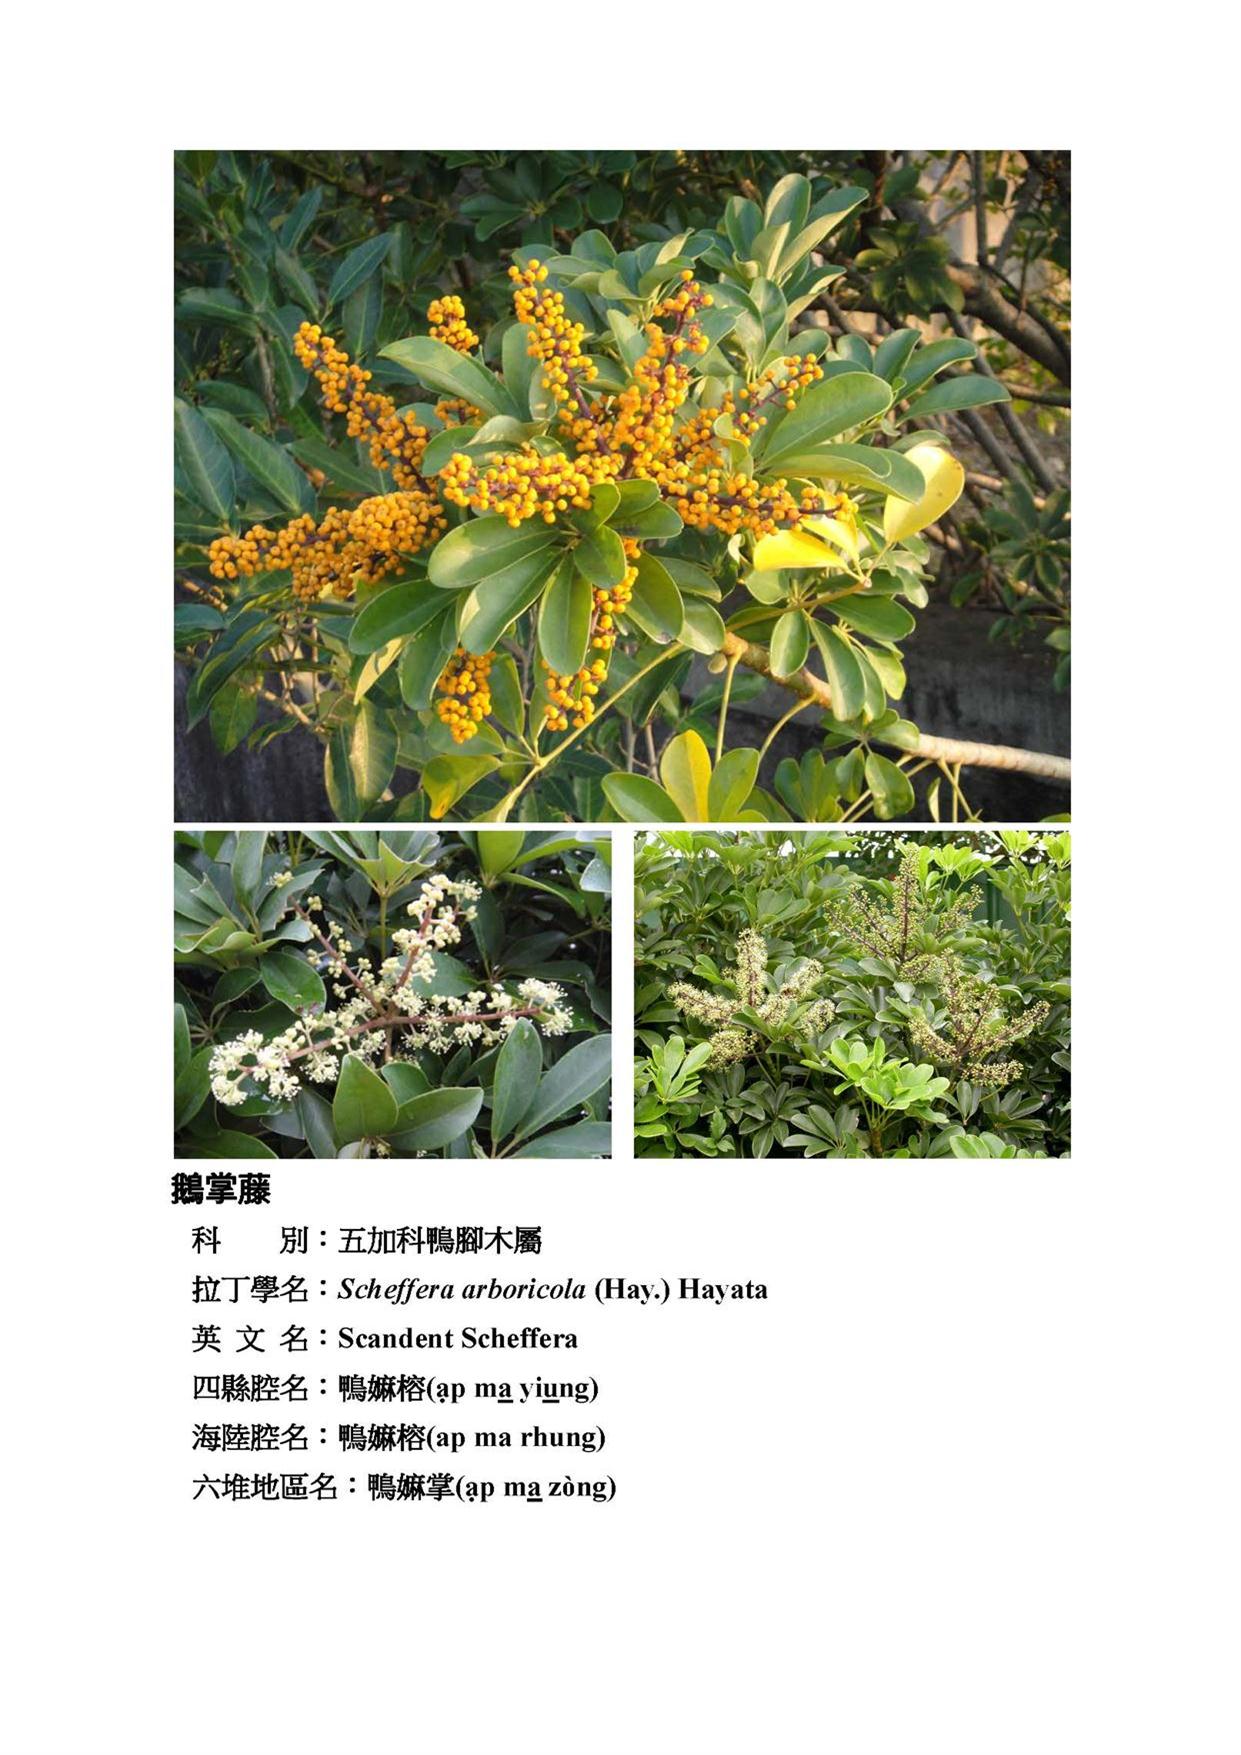 鵝掌藤
科　　別：五加科鴨腳木屬
拉丁學名：Scheffera arboricola (Hay.) Hayata
英 文 名：Scandent Scheffera
四縣腔名：鴨嫲榕(ạp ma̲ yiu̲ng)
海陸腔名：鴨嫲榕(ap ma rhung)
六堆地區名：鴨嫲掌(ạp ma̲ zòng)